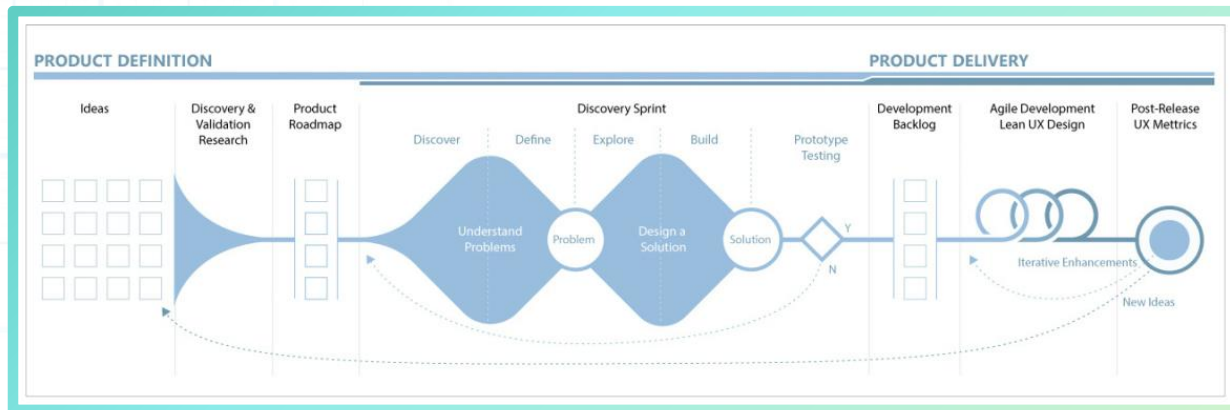 PRODUCT DEFINITION
PRODUCT DELIVERY
Ideas
Discovery &
Validation
Research
Product
Roadmap
Discovery Sprint
Discover
Define
Explore
Build
Prototype
Testing
Development
Backlog
Agile Development
Lean UX Design
Post-Release
UX Mettrics
Understand
Problems
Problem
Design a
Solution
Solution
Y
N
Iterative Enhancements
New Ideas